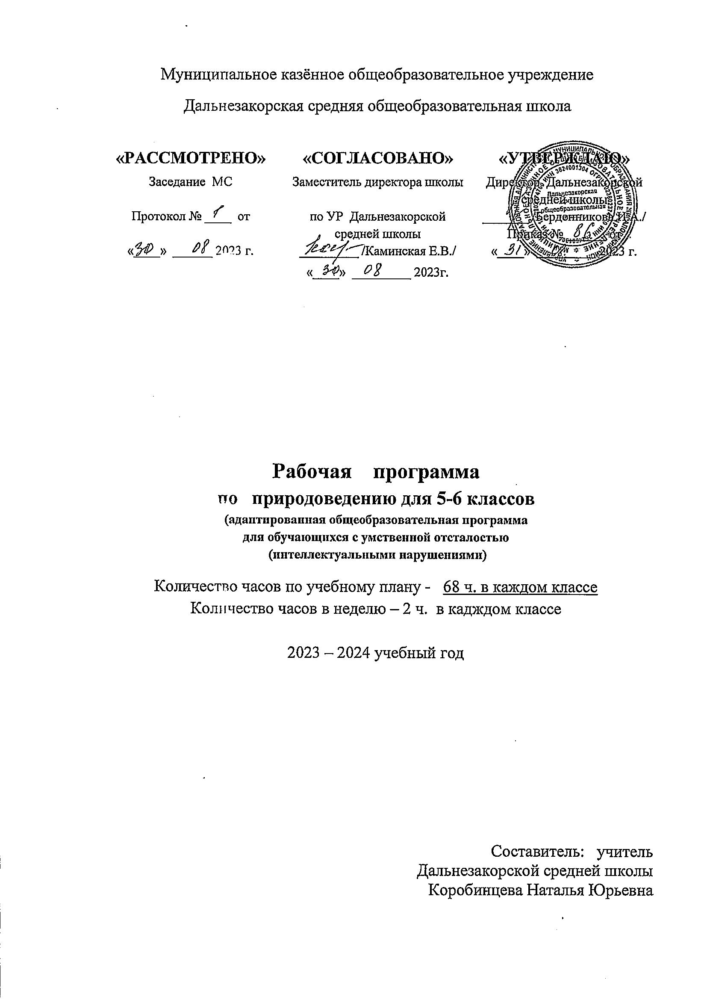 Муниципальное казённое общеобразовательное учреждение
Дальнезакорская средняя общеобразовательная школа
«РАССМОТРЕНО»
Заседание МС
Протокол № 1 от
«30» 08 2023 г.
«СОГЛАСОВАНО»
Заместитель директора школы
по УР Дальнезакорской
средней школы
/Каминская Е.В./
«30» 08 2023г.
«УТВЕРЖДАЮ»
Директор Дальнезакорской
средней школы
/Бердонникова И.А./
Приказ № 86 от
«31» 08. 2023 г.
Дальнезакорская
общеобразовательная
Рабочая программа
по природоведению для 5-6 классов
(адаптированная общеобразовательная программа
для обучающихся с умственной отсталостью
(интеллектуальными нарушениями)
Количество часов по учебному плану - 68 ч. в каждом классе
Количество часов в неделю – 2 ч. в кадждом классе
2023 – 2024 учебный год
Составитель: учитель
Дальнезакорской средней школы
Коробинцева Наталья Юрьевна